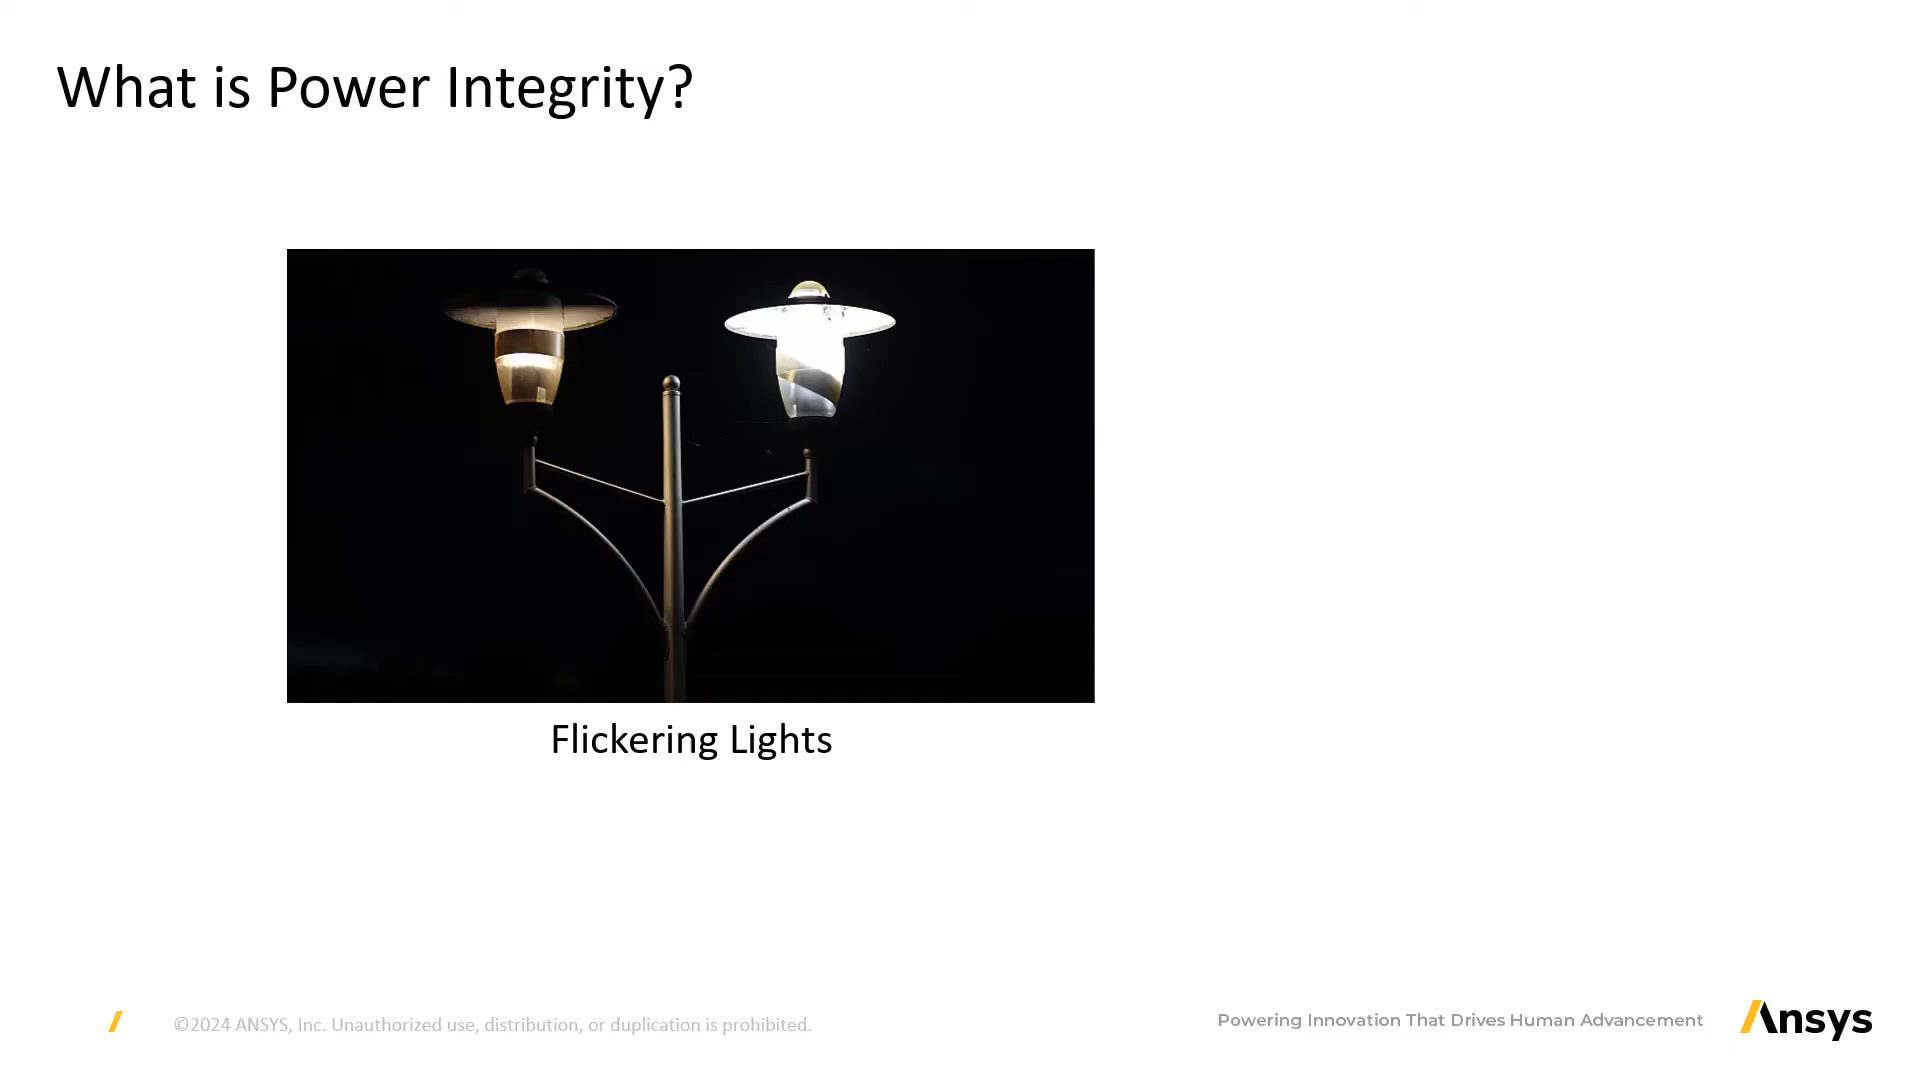 What is Power Integrity?
Flickering Lights
©2024 ANSYS, Inc. Unauthorized use, distribution, or duplication is prohibited.
Powering Innovation That Drives Human Advancement
Ansys